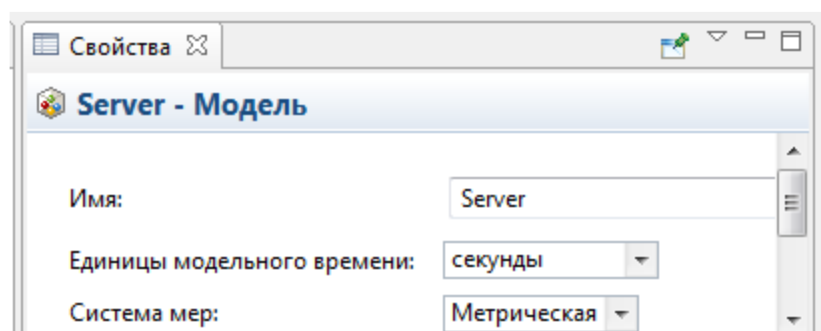 Свойства
Server - Модель
Имя: Server
Единицы модельного времени: секунды
Система мер: Метрическая